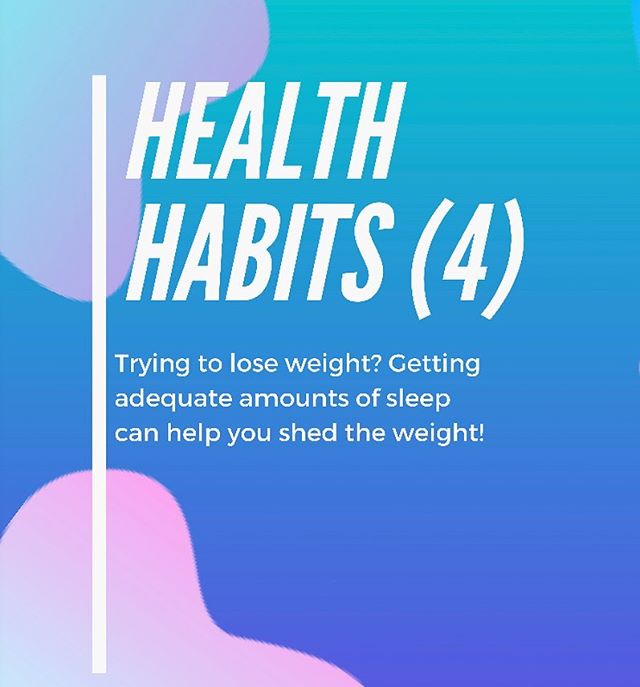 HEALTH
HABITS (4)
Trying to lose weight? Getting
adequate amounts of sleep
can help you shed the weight!